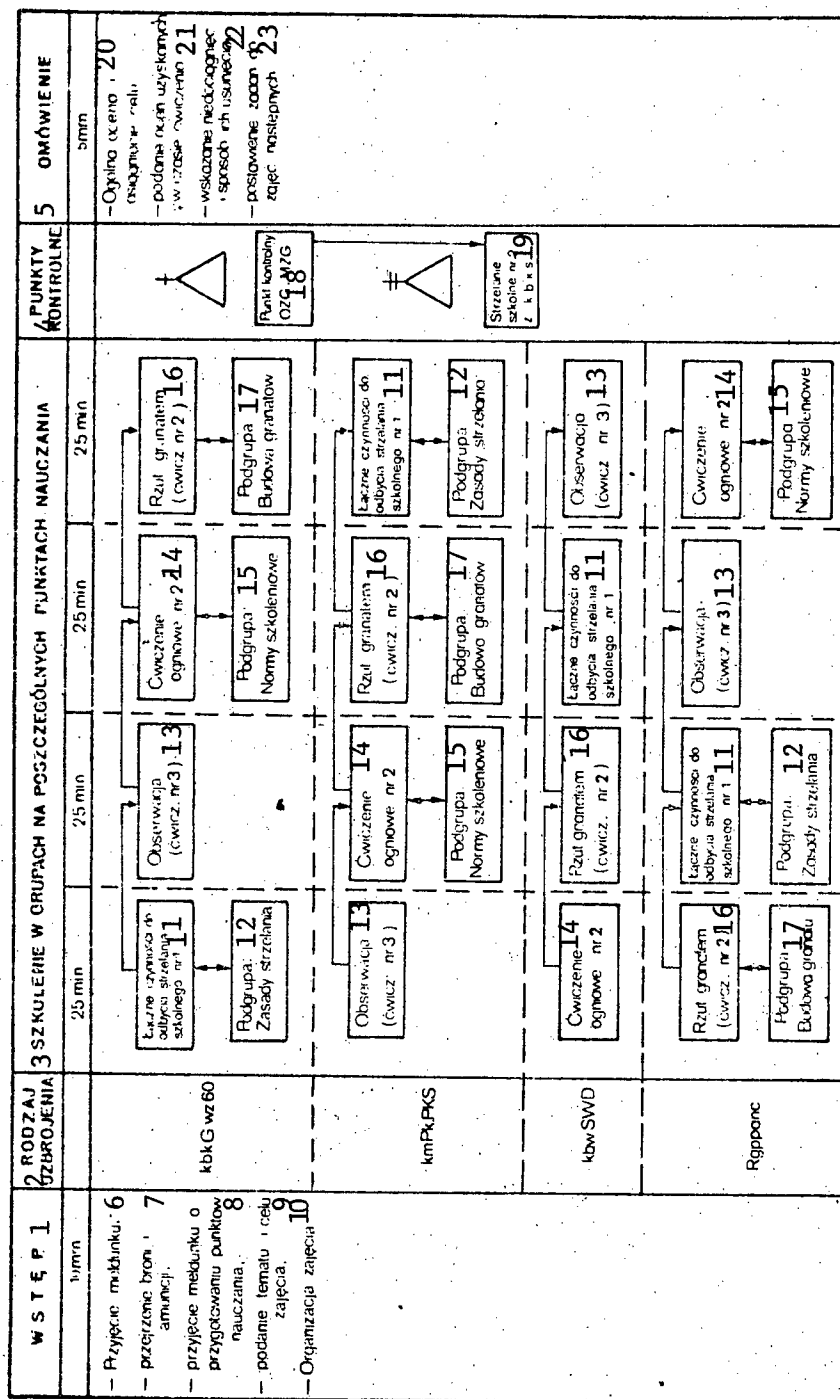 W S T Ę P 1
10min
– Przyjęcie meldunku. 6
– przejrzenie broni i 7
amunicji.
– przyjęcie meldunku o
przygotowaniu punktów 8
nauczania.
– podanie tematu i celu 9
zajęcia.
– Organizacja zajęcia 10
2 RODZAJ
UZBROJENIA
kbkG wz60
kmPk,PKS
kbw SWD
Rgppanc
3 SZKOLENIE W GRUPACH NA POSZCZEGÓLNYCH PUNKTACH NAUCZANIA
25 min
25 min
25 min
25 min
Łączne czynności do
odbycia strzelania
szkolnego nr 1 11
Podgrupa: 12
Zasady strzelania
Obserwacja 13
(ćwicz. nr 3)
Ćwiczenie 14
ogniowe nr 2
Podgrupa 15
Normy szkoleniowe
Rzut granatem 16
(ćwicz nr 2)
Podgrupa 17
Budowa granatów
Obserwacja 13
(ćwicz. nr 3)
Ćwiczenie 14
ogniowe nr 2
Podgrupa 15
Normy szkoleniowe
Rzut granatem 16
(ćwicz. nr 2)
Podgrupa 17
Budowa granatów
Łączne czynności do
odbycia strzelania 11
szkolnego nr 1
Podgrupa 12
Zasady strzelania
Ćwiczenie 14
ogniowe nr 2
Rzut granatem 16
(ćwicz. nr 2)
Łączne czynności do
odbycia strzelania 11
szkolnego nr 1
Obserwacja 13
(ćwicz nr 3)
Rzut granatem
(ćwicz. nr 2) 16
Podgrupa 17
Budowa granatu
Łączne czynności do
odbycia strzelania 11
szkolnego nr 1
Podgrupa 12
Zasady strzelania
Obserwacja
(ćwicz. nr 3) 13
Ćwiczenie
ogniowe nr 2 14
Podgrupa 15
Normy szkoleniowe
4 PUNKTY
KONTROLNE
Punkt kontrolny
OZG, MZG
18
Strzelanie
szkolne nr 2
z kbks 19
5 OMÓWIENIE
5min
– Ogólna ocena i 20
osiągnięcie celu
– podanie ocen uzyskanych
w czasie ćwiczenia 21
– wskazanie niedociągnięć
i sposób ich usunięcia 22
– postawienie zadań do
zajęć następnych 23